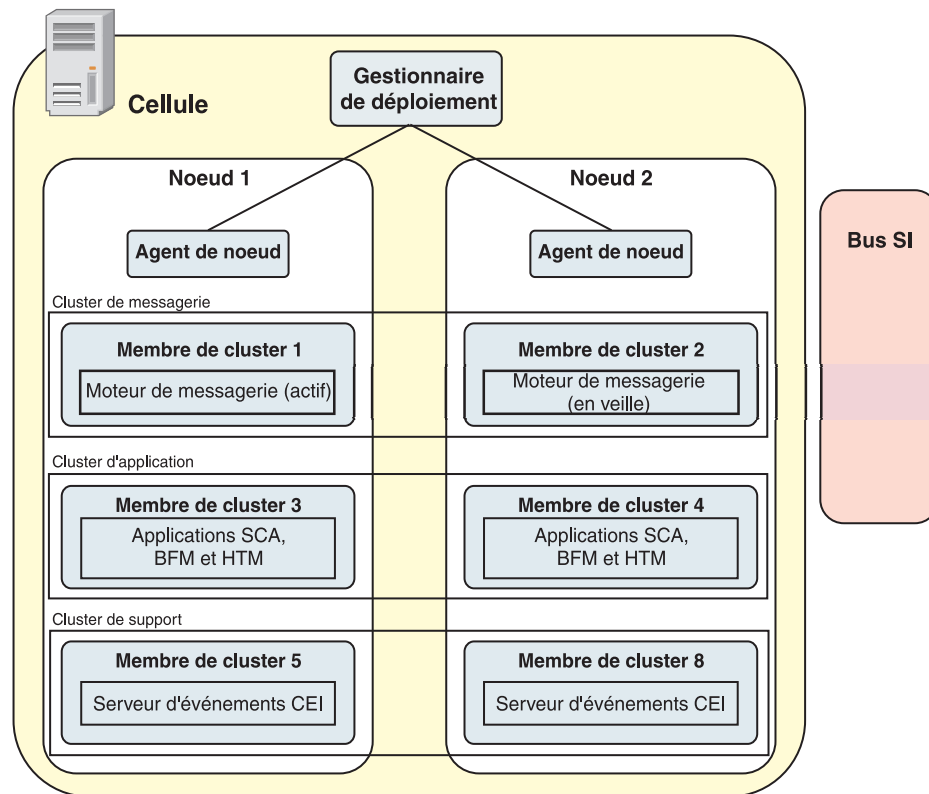 Gestionnaire
de déploiement
Cellule
Noeud 1
Noeud 2
Bus SI
Agent de noeud
Agent de noeud
Cluster de messagerie
Membre de cluster 1
Moteur de messagerie (actif)
Membre de cluster 2
Moteur de messagerie
(en veille)
Cluster d'application
Membre de cluster 3
Applications SCA,
BFM et HTM
Membre de cluster 4
Applications SCA,
BFM et HTM
Cluster de support
Membre de cluster 5
Serveur d'événements CEI
Membre de cluster 8
Serveur d'événements CEI